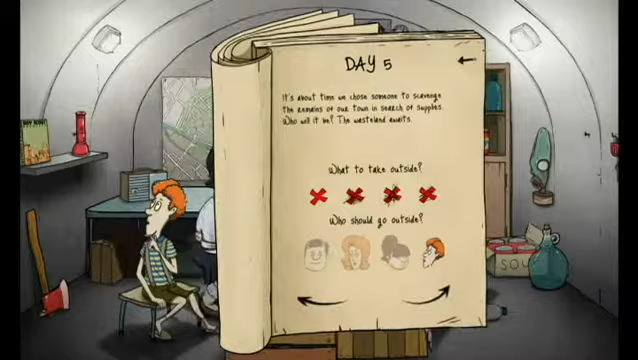 DAY 5
It's about time we chose someone to scavenge
the remains of our town in search of supplies.
Who will it be? The wasteland awaits.
What to take outside?
Who should go outside?
SOUP